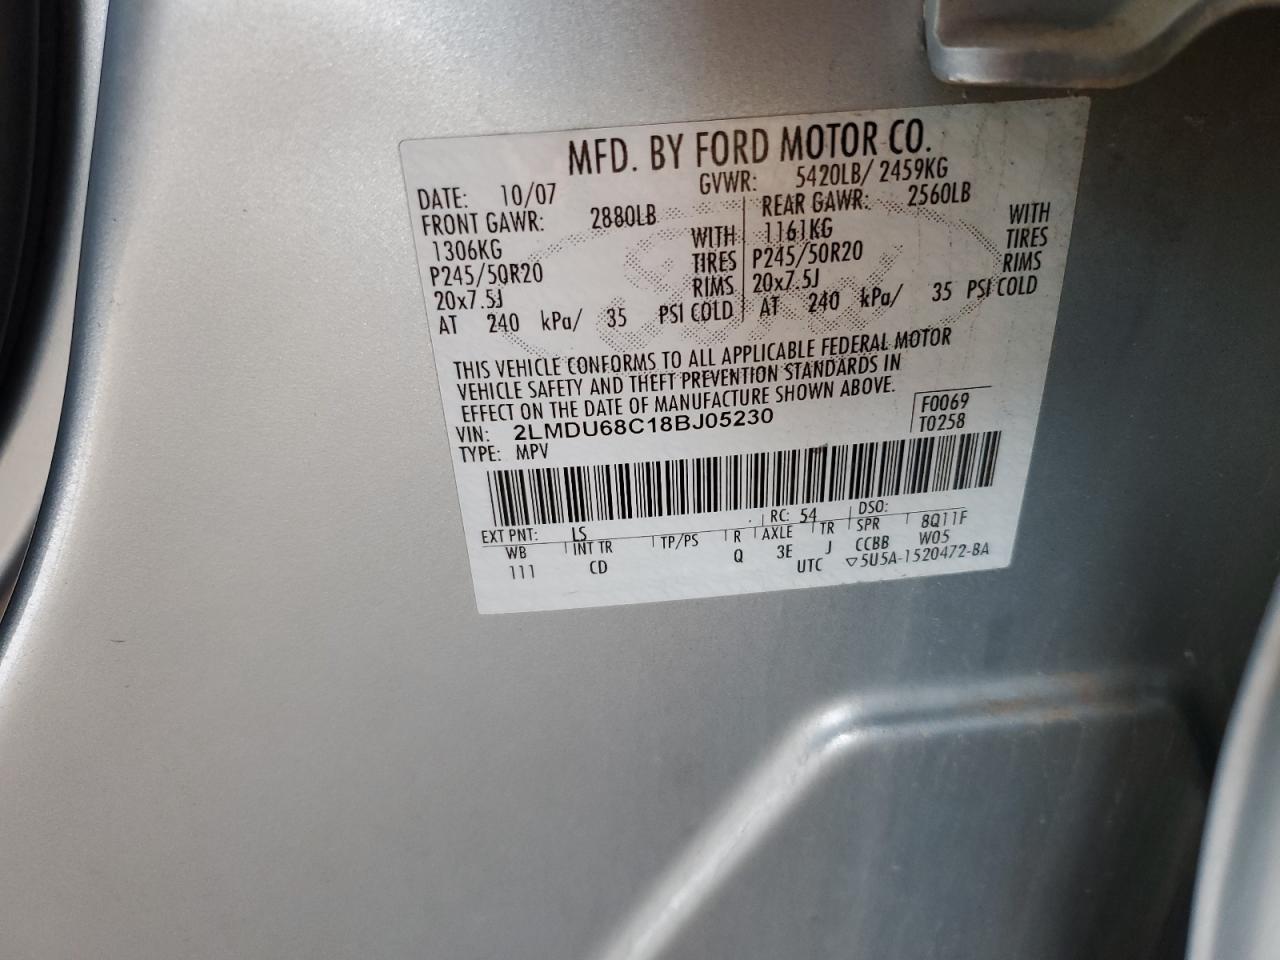 MFD. BY FORD MOTOR CO.
DATE: 10/07 GVWR: 5420LB/ 2459KG
FRONT GAWR: 2880LB REAR GAWR: 2560LB
1306KG WITH 1161KG WITH
P245/50R20 TIRES P245/50R20 TIRES
20x7.5J RIMS 20x7.5J RIMS
AT 240 kPa/ 35 PSI COLD AT 240 kPa/ 35 PSI COLD
THIS VEHICLE CONFORMS TO ALL APPLICABLE FEDERAL MOTOR
VEHICLE SAFETY AND THEFT PREVENTION STANDARDS IN
EFFECT ON THE DATE OF MANUFACTURE SHOWN ABOVE.
VIN: 2LMDU68C18BJ05230 F0069
TYPE: MPV T0258
EXT PNT: LS RC: 54 DSO:
WB INT TR TP/PS R AXLE TR SPR 8Q11F
111 CD Q 3E J CCBB W05
UTC ▽5U5A-1520472-BA